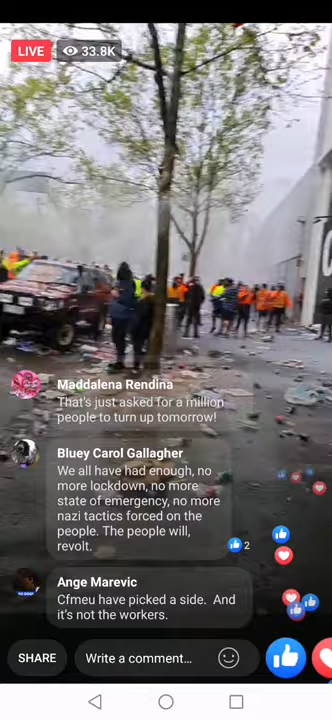 LIVE 33.8K
Maddalena Rendina
That's just asked for a million
people to turn up tomorrow!
Bluey Carol Gallagher
We all have had enough, no
more lockdown, no more
state of emergency, no more
nazi tactics forced on the
people. The people will,
revolt.
2
Ange Marevic
Cfmeu have picked a side. And
it's not the workers.
SHARE Write a comment...